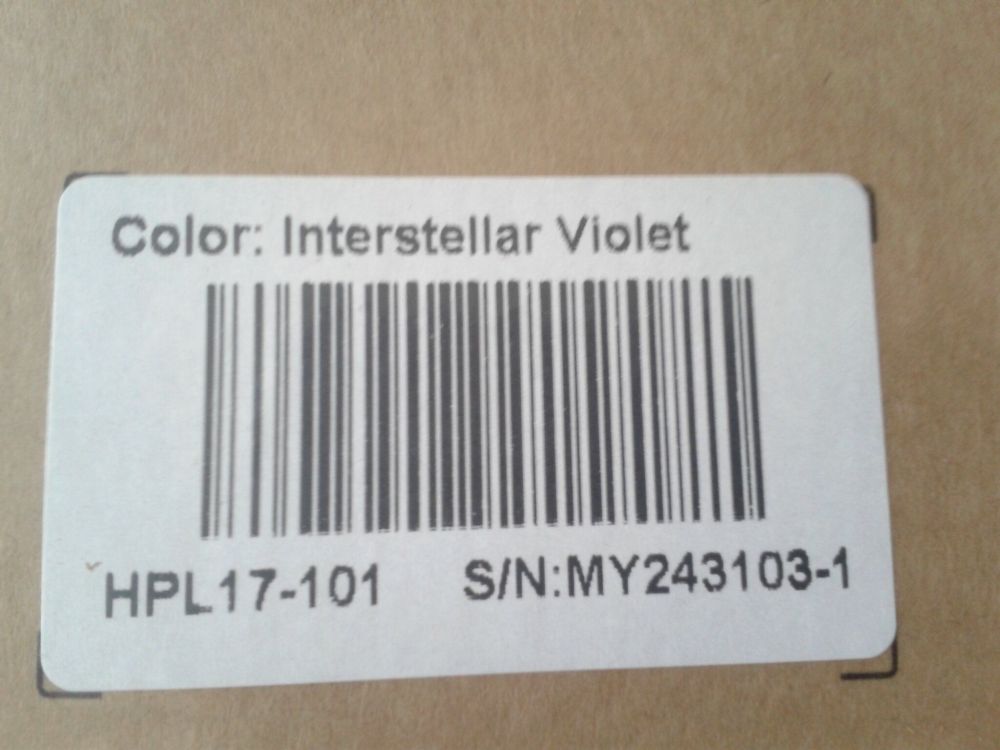 Color: Interstellar Violet
HPL17-101 S/N:MY243103-1